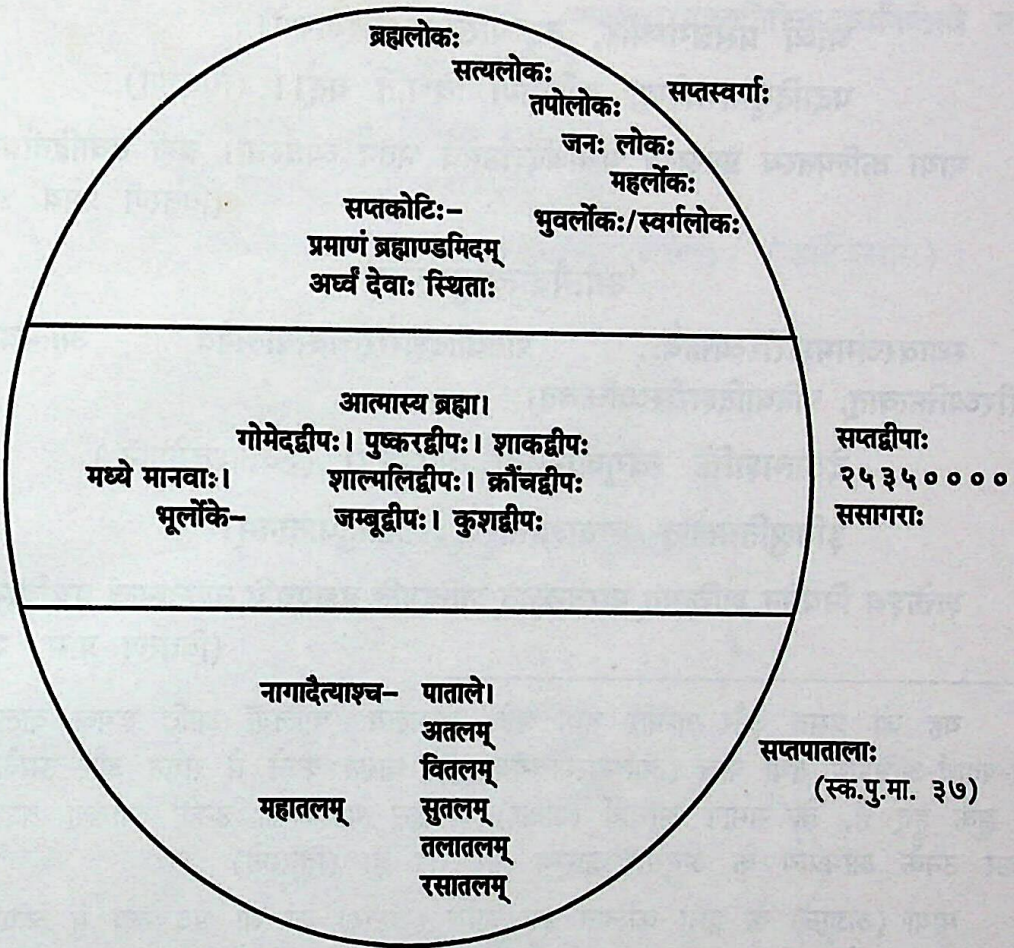 ब्रह्मलोकः
सत्यलोकः
तपोलोकः सप्तस्वर्गाः
जनः लोकः
महर्लोकः
सप्तकोटिः- भुवर्लोकः/स्वर्गलोकः
प्रमाणं ब्रह्माण्डमिदम्
अर्ध्वं देवाः स्थिताः
आत्मास्य ब्रह्मा।
गोमेदद्वीपः। पुष्करद्वीपः। शाकद्वीपः सप्तद्वीपाः
मध्ये मानवाः। शाल्मलिद्वीपः। क्रौंचद्वीपः २५३५००००
भूर्लोके- जम्बूद्वीपः। कुशद्वीपः ससागराः
नागादैत्याश्च- पाताले।
अतलम्
वितलम् सप्तपातालाः
महातलम् सुतलम् (स्क.पु.मा. ३७)
तलातलम्
रसातलम्